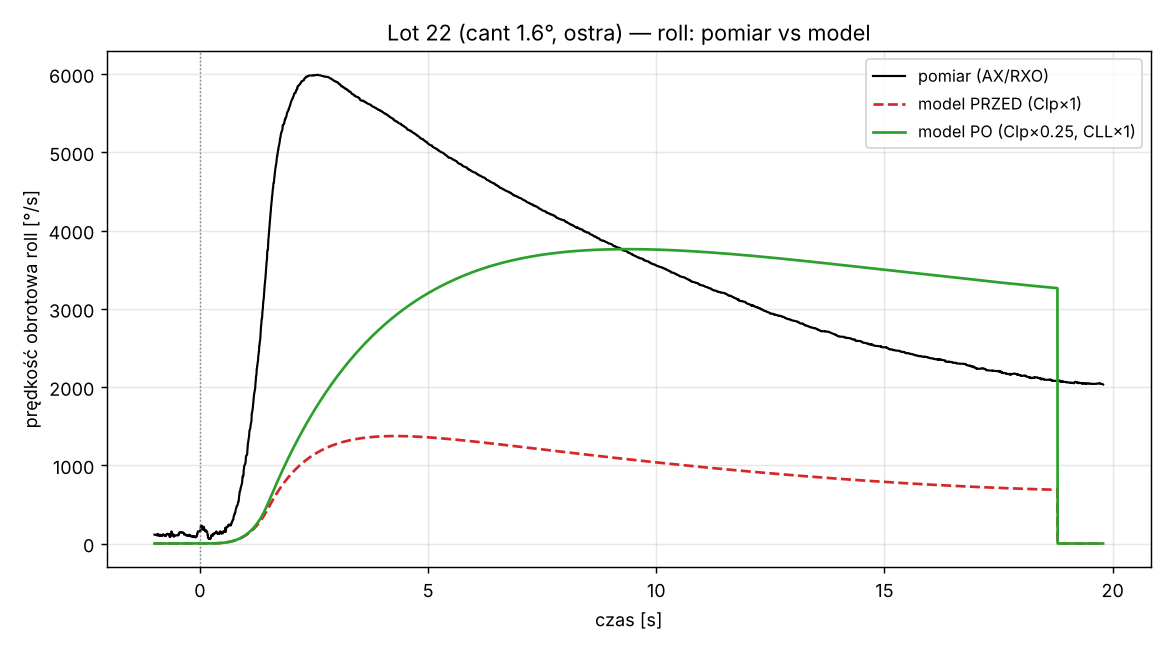 Lot 22 (cant 1.6°, ostra) — roll: pomiar vs model
pomiar (AX/RXO)
model PRZED (Clp×1)
model PO (Clp×0.25, CLL×1)
prędkość obrotowa roll [°/s]
6000
5000
4000
3000
2000
1000
0
0 5 10 15 20
czas [s]